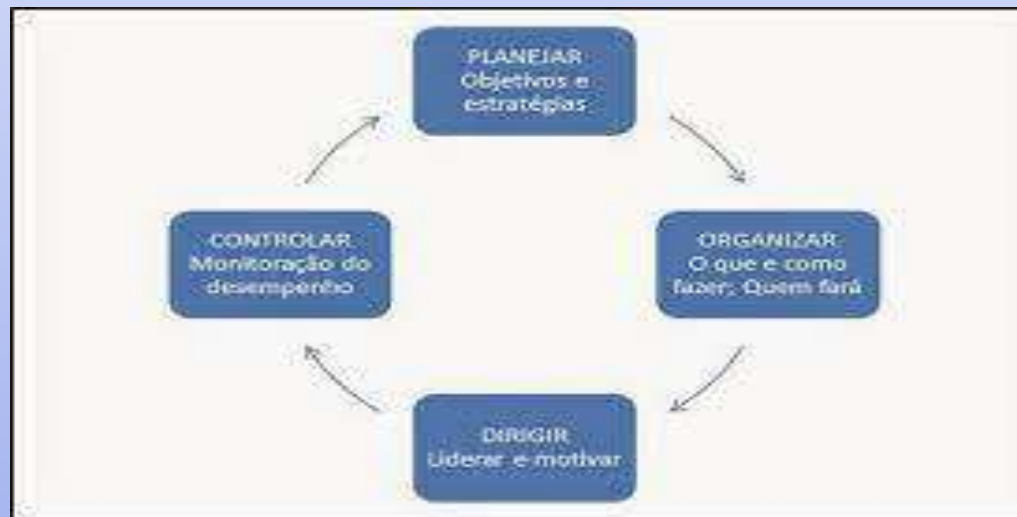 PLANEJAR
Objetivos e
estratégias
ORGANIZAR
O que e como
fazer; Quem fará
DIRIGIR
Liderar e motivar
CONTROLAR
Monitoração do
desempenho